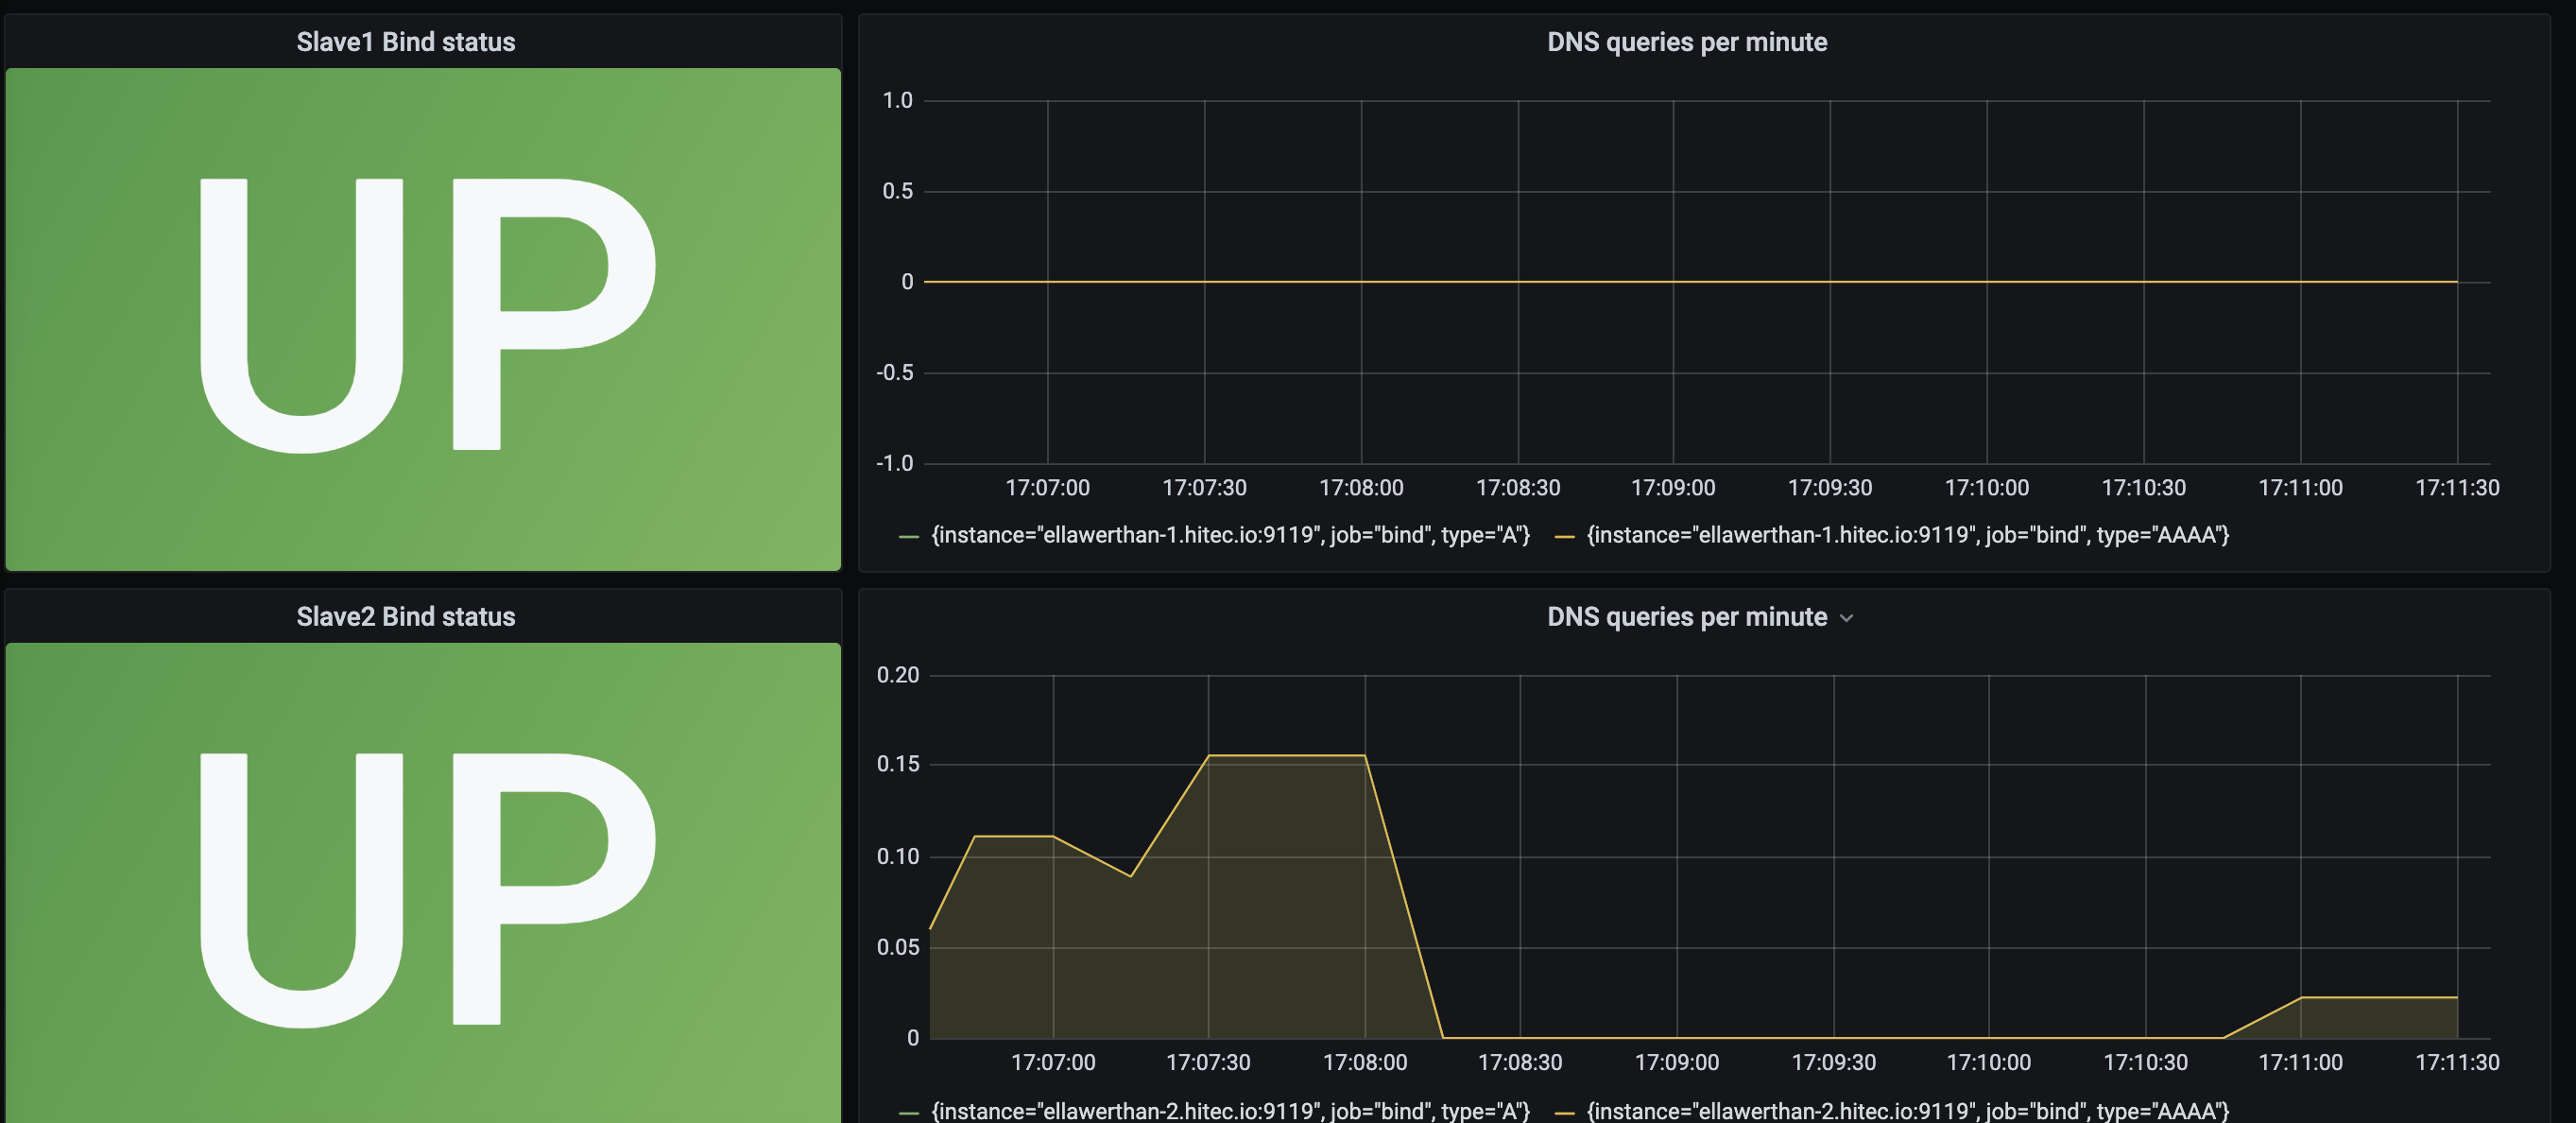 Slave1 Bind status
UP
DNS queries per minute
1.0
0.5
0
-0.5
-1.0
17:07:00 17:07:30 17:08:00 17:08:30 17:09:00 17:09:30 17:10:00 17:10:30 17:11:00 17:11:30
{instance="ellawerthan-1.hitec.io:9119", job="bind", type="A"} {instance="ellawerthan-1.hitec.io:9119", job="bind", type="AAAA"}
Slave2 Bind status
UP
DNS queries per minute
0.20
0.15
0.10
0.05
0
17:07:00 17:07:30 17:08:00 17:08:30 17:09:00 17:09:30 17:10:00 17:10:30 17:11:00 17:11:30
{instance="ellawerthan-2.hitec.io:9119", job="bind", type="A"} {instance="ellawerthan-2.hitec.io:9119", job="bind", type="AAAA"}